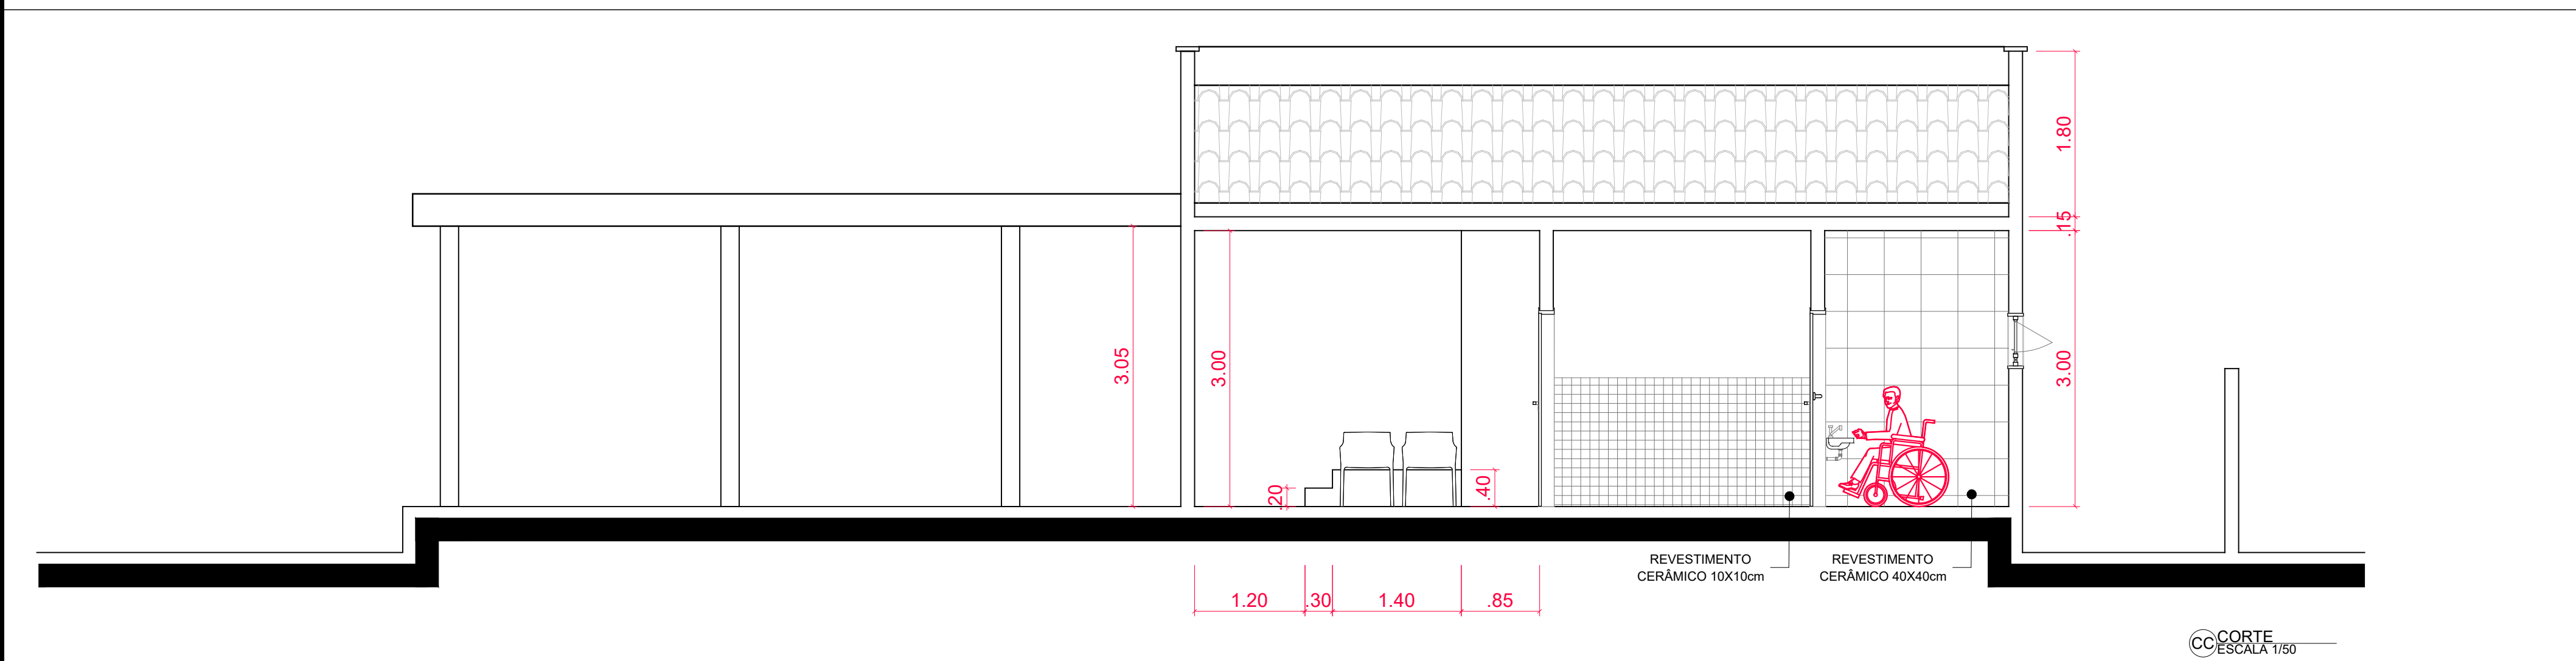 1.80
.15
3.05
3.00
3.00
.20
.40
REVESTIMENTO
CERÂMICO 10X10cm
REVESTIMENTO
CERÂMICO 40X40cm
1.20
.30
1.40
.85
CC
CORTE
ESCALA 1/50